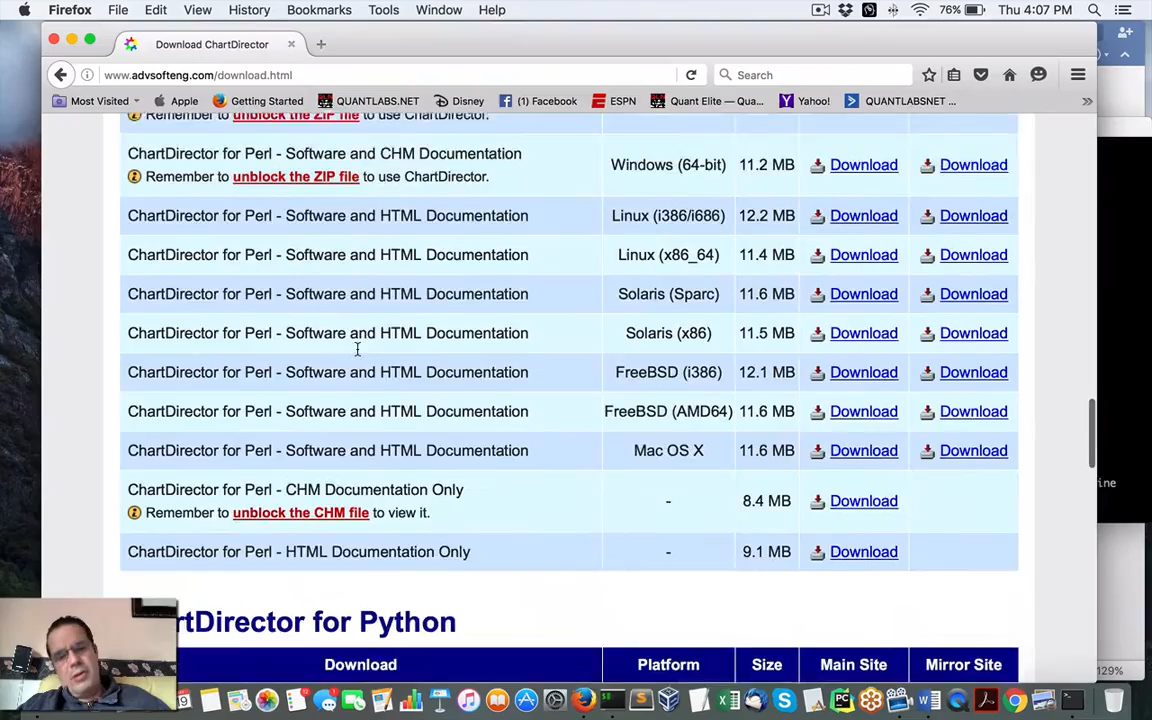 Firefox File Edit View History Bookmarks Tools Window Help 76% Thu 4:07 PM
Download ChartDirector
www.advsofteng.com/download.html Search
Most Visited Apple Getting Started QUANTLABS.NET Disney (1) Facebook ESPN Quant Elite — Qua... Yahoo! QUANTLABSNET ...
Remember to unblock the ZIP file to use ChartDirector.
ChartDirector for Perl - Software and CHM Documentation
Remember to unblock the ZIP file to use ChartDirector.
Windows (64-bit) 11.2 MB Download Download
ChartDirector for Perl - Software and HTML Documentation Linux (i386/i686) 12.2 MB Download Download
ChartDirector for Perl - Software and HTML Documentation Linux (x86_64) 11.4 MB Download Download
ChartDirector for Perl - Software and HTML Documentation Solaris (Sparc) 11.6 MB Download Download
ChartDirector for Perl - Software and HTML Documentation Solaris (x86) 11.5 MB Download Download
ChartDirector for Perl - Software and HTML Documentation FreeBSD (i386) 12.1 MB Download Download
ChartDirector for Perl - Software and HTML Documentation FreeBSD (AMD64) 11.6 MB Download Download
ChartDirector for Perl - Software and HTML Documentation Mac OS X 11.6 MB Download Download
ine
ChartDirector for Perl - CHM Documentation Only
Remember to unblock the CHM file to view it.
- 8.4 MB Download
ChartDirector for Perl - HTML Documentation Only - 9.1 MB Download
rtDirector for Python
Download Platform Size Main Site Mirror Site
129%